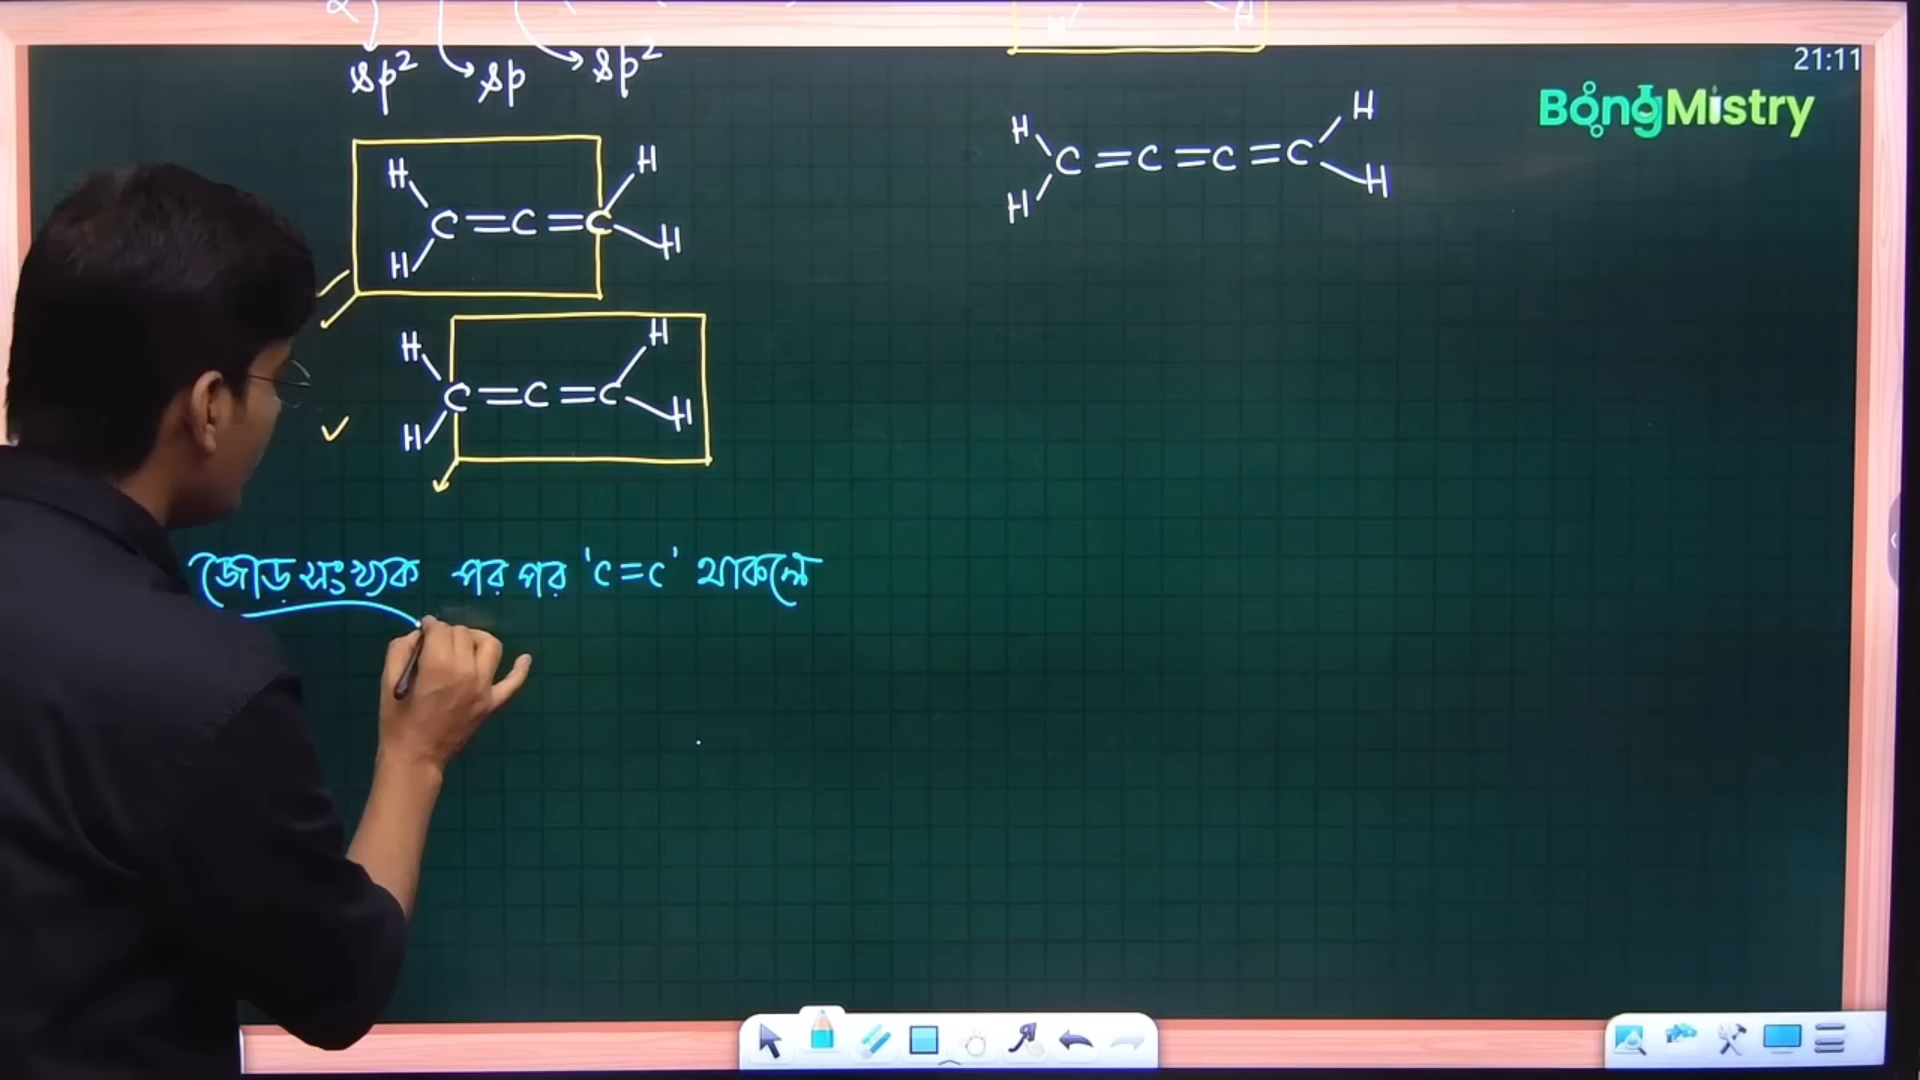 sp² sp sp²
21:11
BongMistry
H H
C=C=C
H H
H H
C=C=C
H H
H H
C=C=C=C
H H
জোড় সংখ্যক পর পর 'c=c' থাকলে